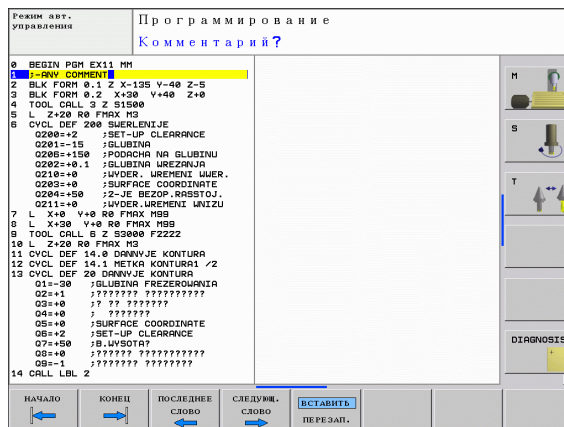 Режим авт.
управления
Программирование
Комментарий?
0 BEGIN PGM EX11 MM
1 ;-ANY COMMENT
2 BLK FORM 0.1 Z X-135 Y-40 Z-5
3 BLK FORM 0.2 X+30 Y+40 Z+0
4 TOOL CALL 3 Z S1500
5 L Z+20 R0 FMAX M3
6 CYCL DEF 200 SWERLENIJE
Q200=+2 ;SET-UP CLEARANCE
Q201=-15 ;GLUBINA
Q206=+150 ;PODACHA NA GLUBINU
Q202=+0.1 ;GLUBINA WREZANJA
Q210=+0 ;WYDER. WREMENI WWER.
Q203=+0 ;SURFACE COORDINATE
Q204=+50 ;2-JE BEZOP.RASSTOJ.
Q211=+0 ;WYDER.WREMENI WNIZU
7 L X+0 Y+0 R0 FMAX M99
8 L X+30 Y+0 R0 FMAX M99
9 TOOL CALL 6 Z S3000 F2222
10 L Z+20 R0 FMAX M3
11 CYCL DEF 14.0 DANNYJE KONTURA
12 CYCL DEF 14.1 METKA KONTURA1 /2
13 CYCL DEF 20 DANNYJE KONTURA
Q1=-30 ;GLUBINA FREZEROWANIA
Q2=+1 ;??????? ??????????
Q3=+0 ;? ?? ???????
Q4=+0 ; ???????
Q5=+0 ;SURFACE COORDINATE
Q6=+2 ;SET-UP CLEARANCE
Q7=+50 ;B.WYSOTA?
Q8=+0 ;?????? ???????????
Q9=-1 ;??????? ????????
14 CALL LBL 2
M
S
T
DIAGNOSIS
НАЧАЛО
КОНЕЦ
ПОСЛЕДНЕЕ
СЛОВО
СЛЕДУЮЩ.
СЛОВО
ВСТАВИТЬ
ПЕРЕЗАП.